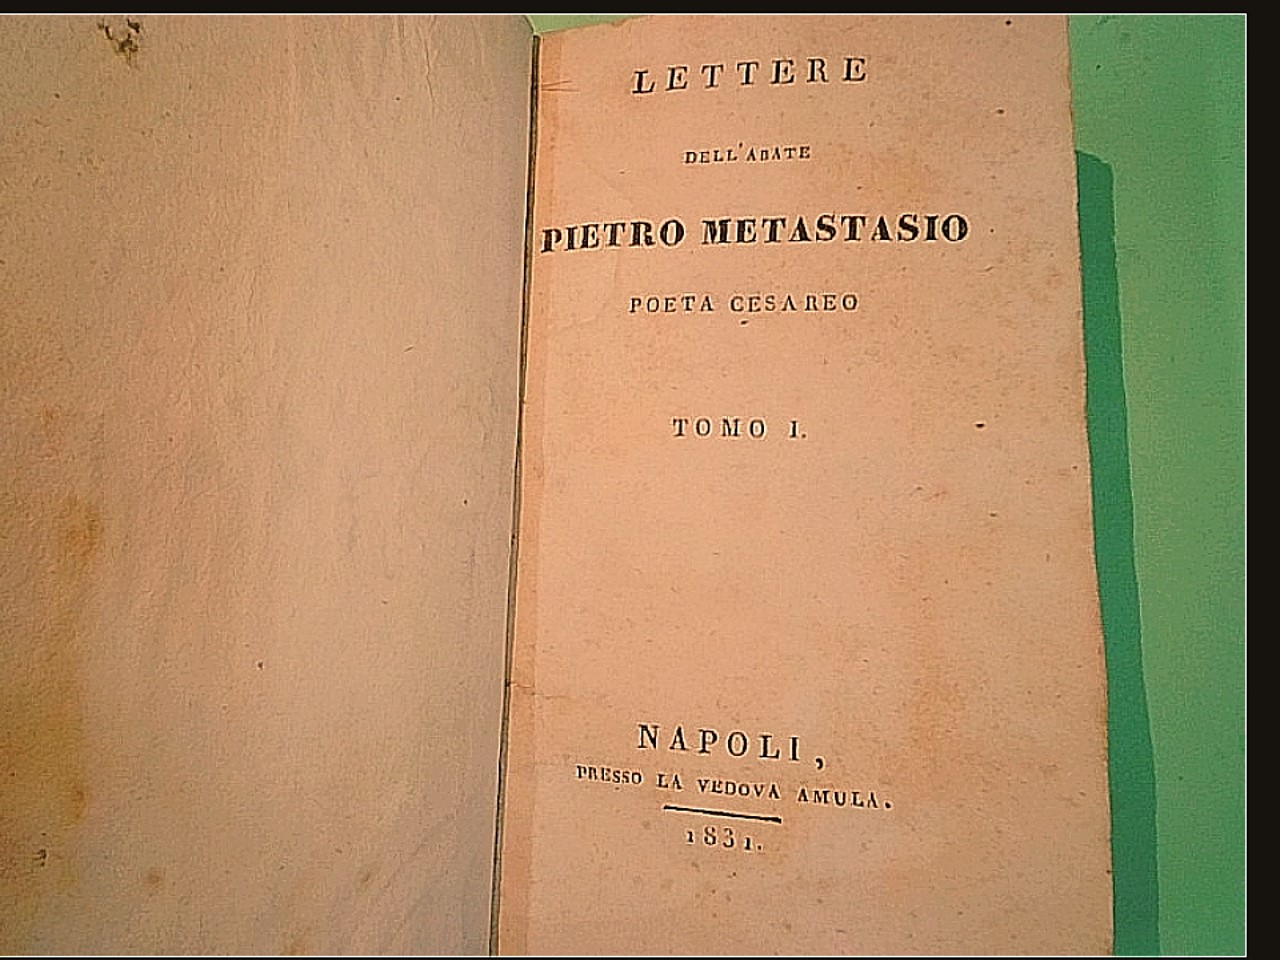 LETTERE
DELL'ABATE
PIETRO METASTASIO
POETA CESAREO
TOMO I.
NAPOLI,
PRESSO LA VEDOVA AMULA.
1831.